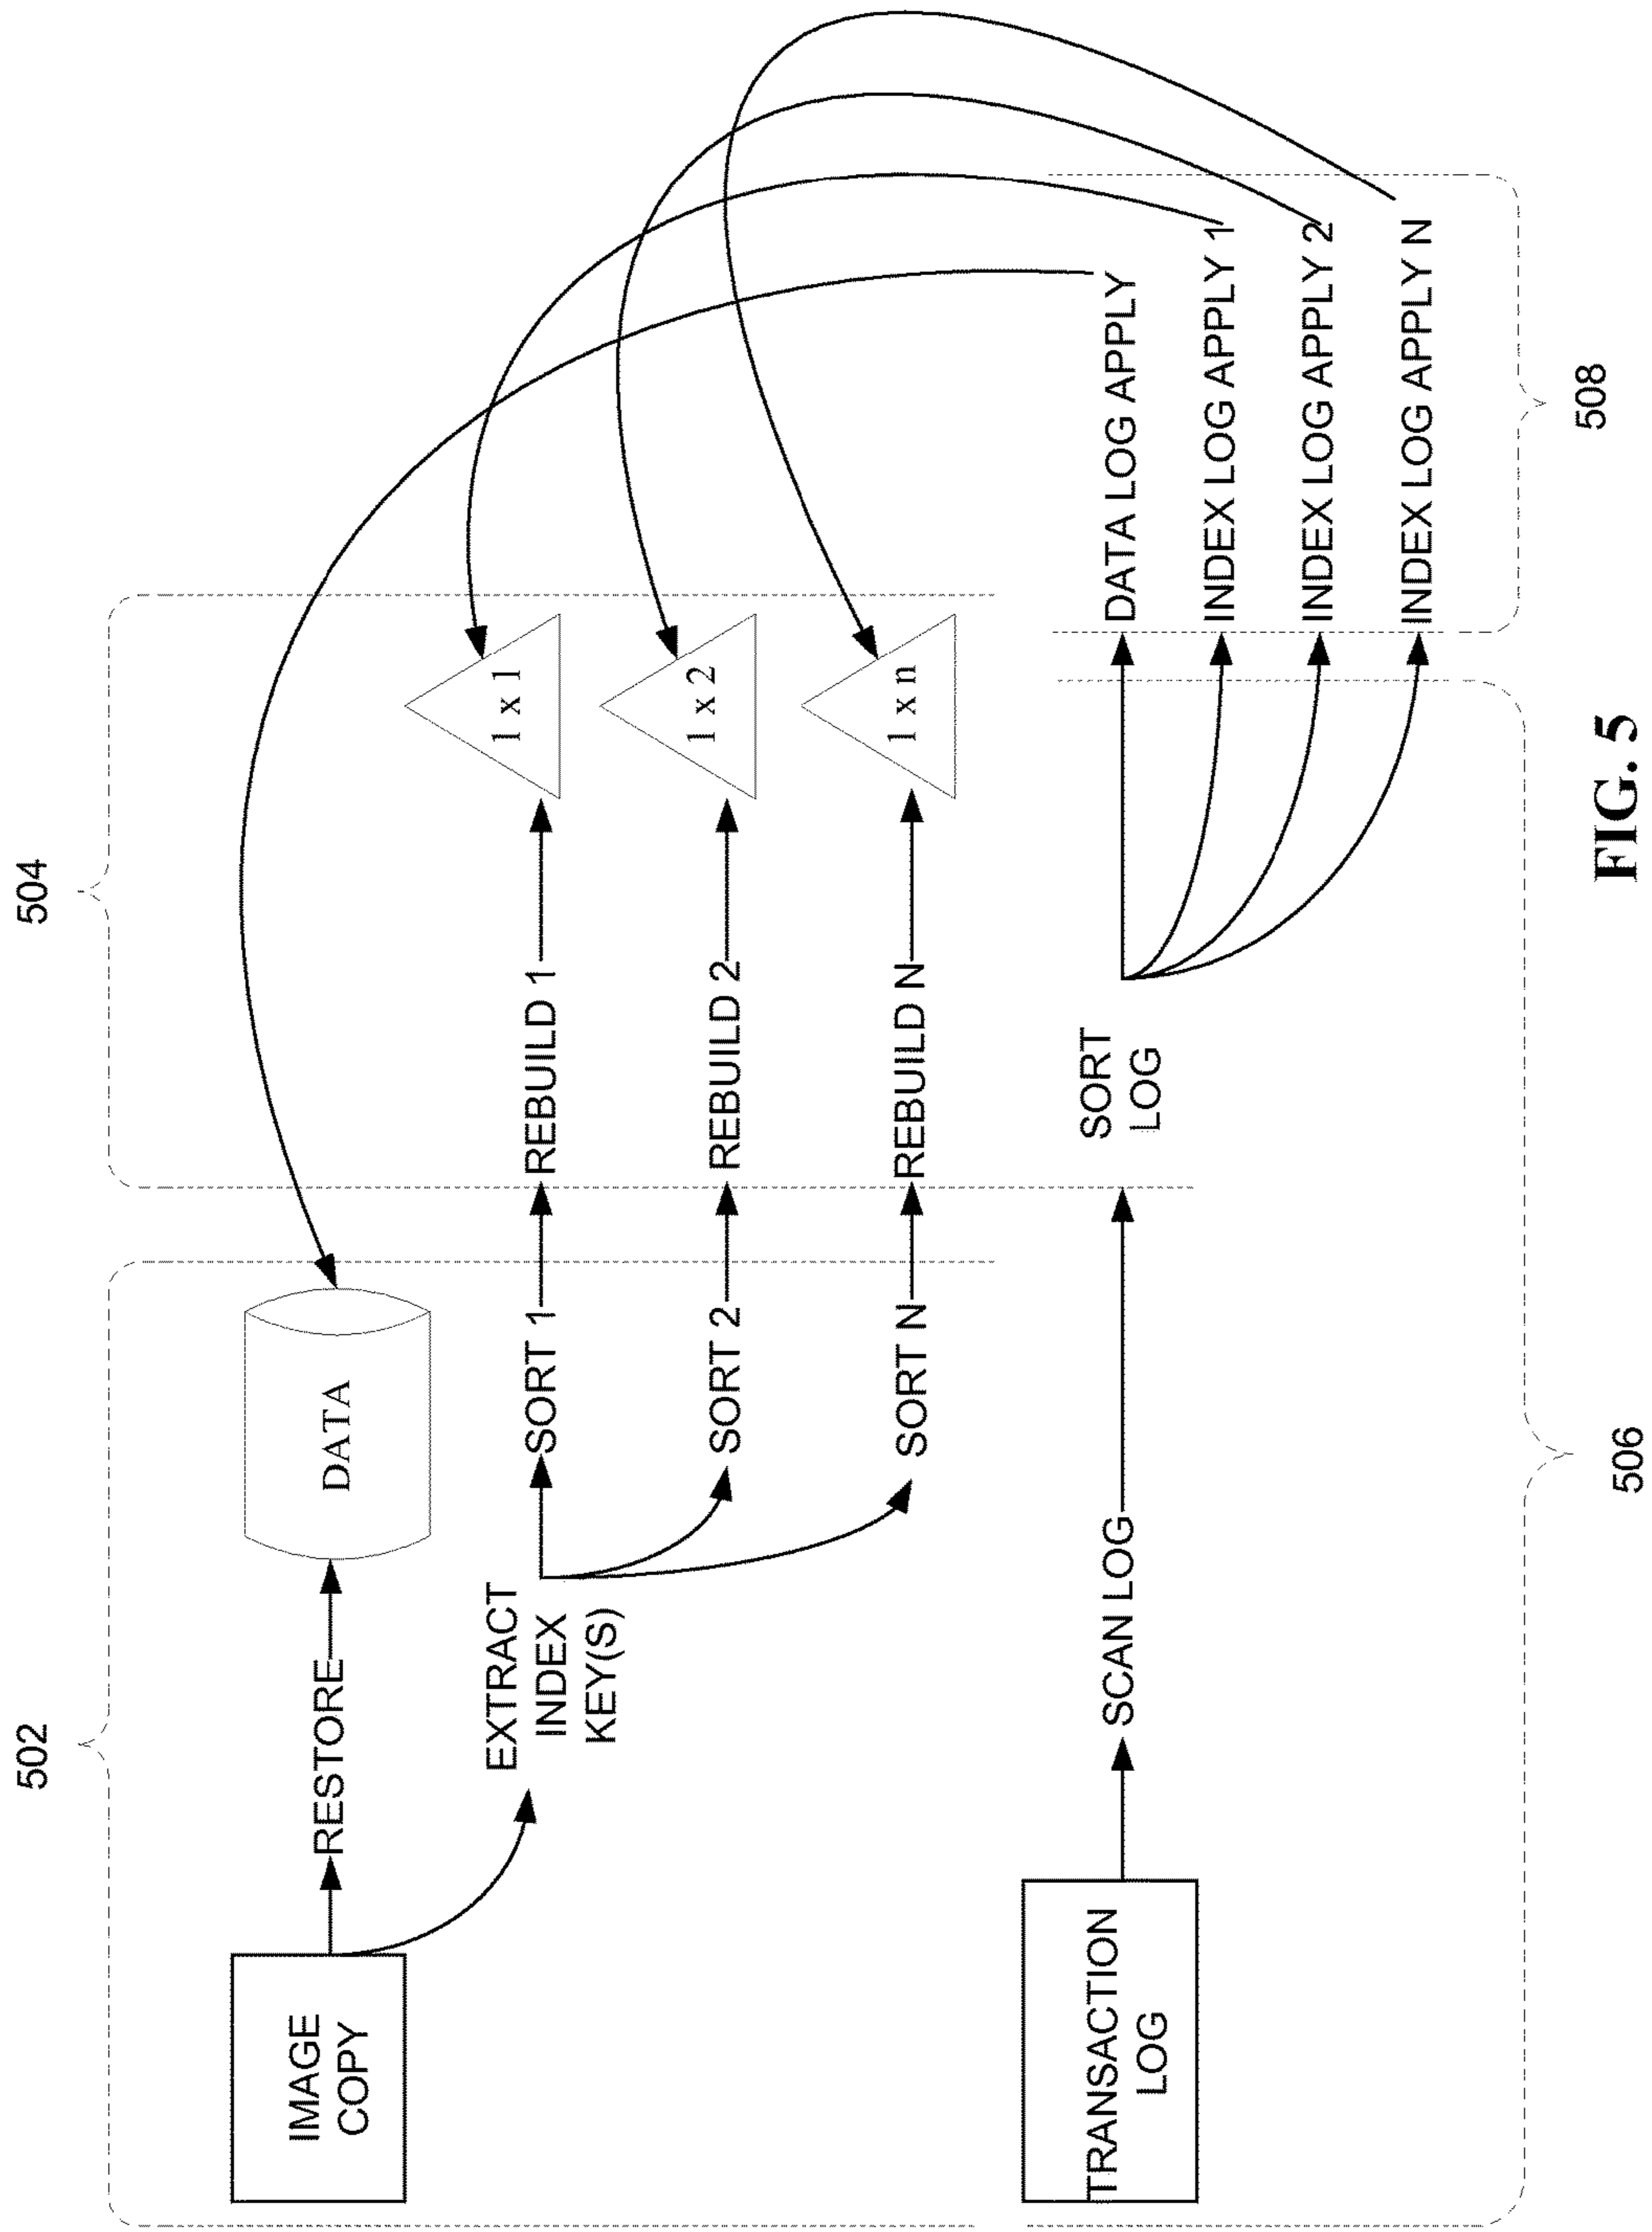 502
504
IMAGE
COPY
RESTORE
DATA
EXTRACT
INDEX
KEY(S)
SORT 1
REBUILD 1
1 x 1
SORT 2
REBUILD 2
1 x 2
SORT N
REBUILD N
1 x n
TRANSACTION
LOG
SCAN LOG
SORT
LOG
DATA LOG APPLY
INDEX LOG APPLY 1
INDEX LOG APPLY 2
INDEX LOG APPLY N
506
508
FIG. 5